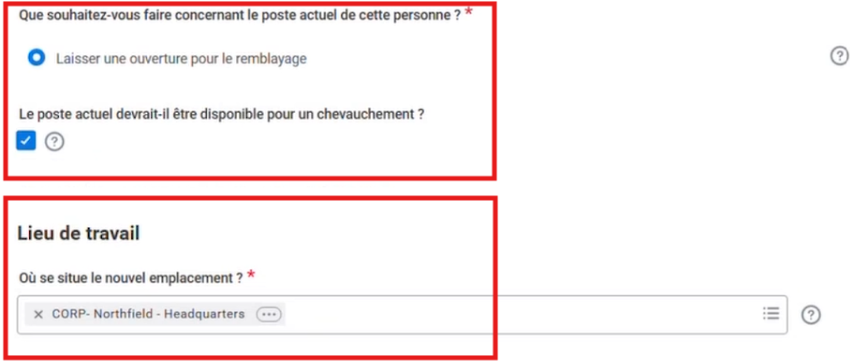 Que souhaitez-vous faire concernant le poste actuel de cette personne ? *
Laisser une ouverture pour le remblayage
Le poste actuel devrait-il être disponible pour un chevauchement ?
Lieu de travail
Où se situe le nouvel emplacement ? *
× CORP- Northfield - Headquarters